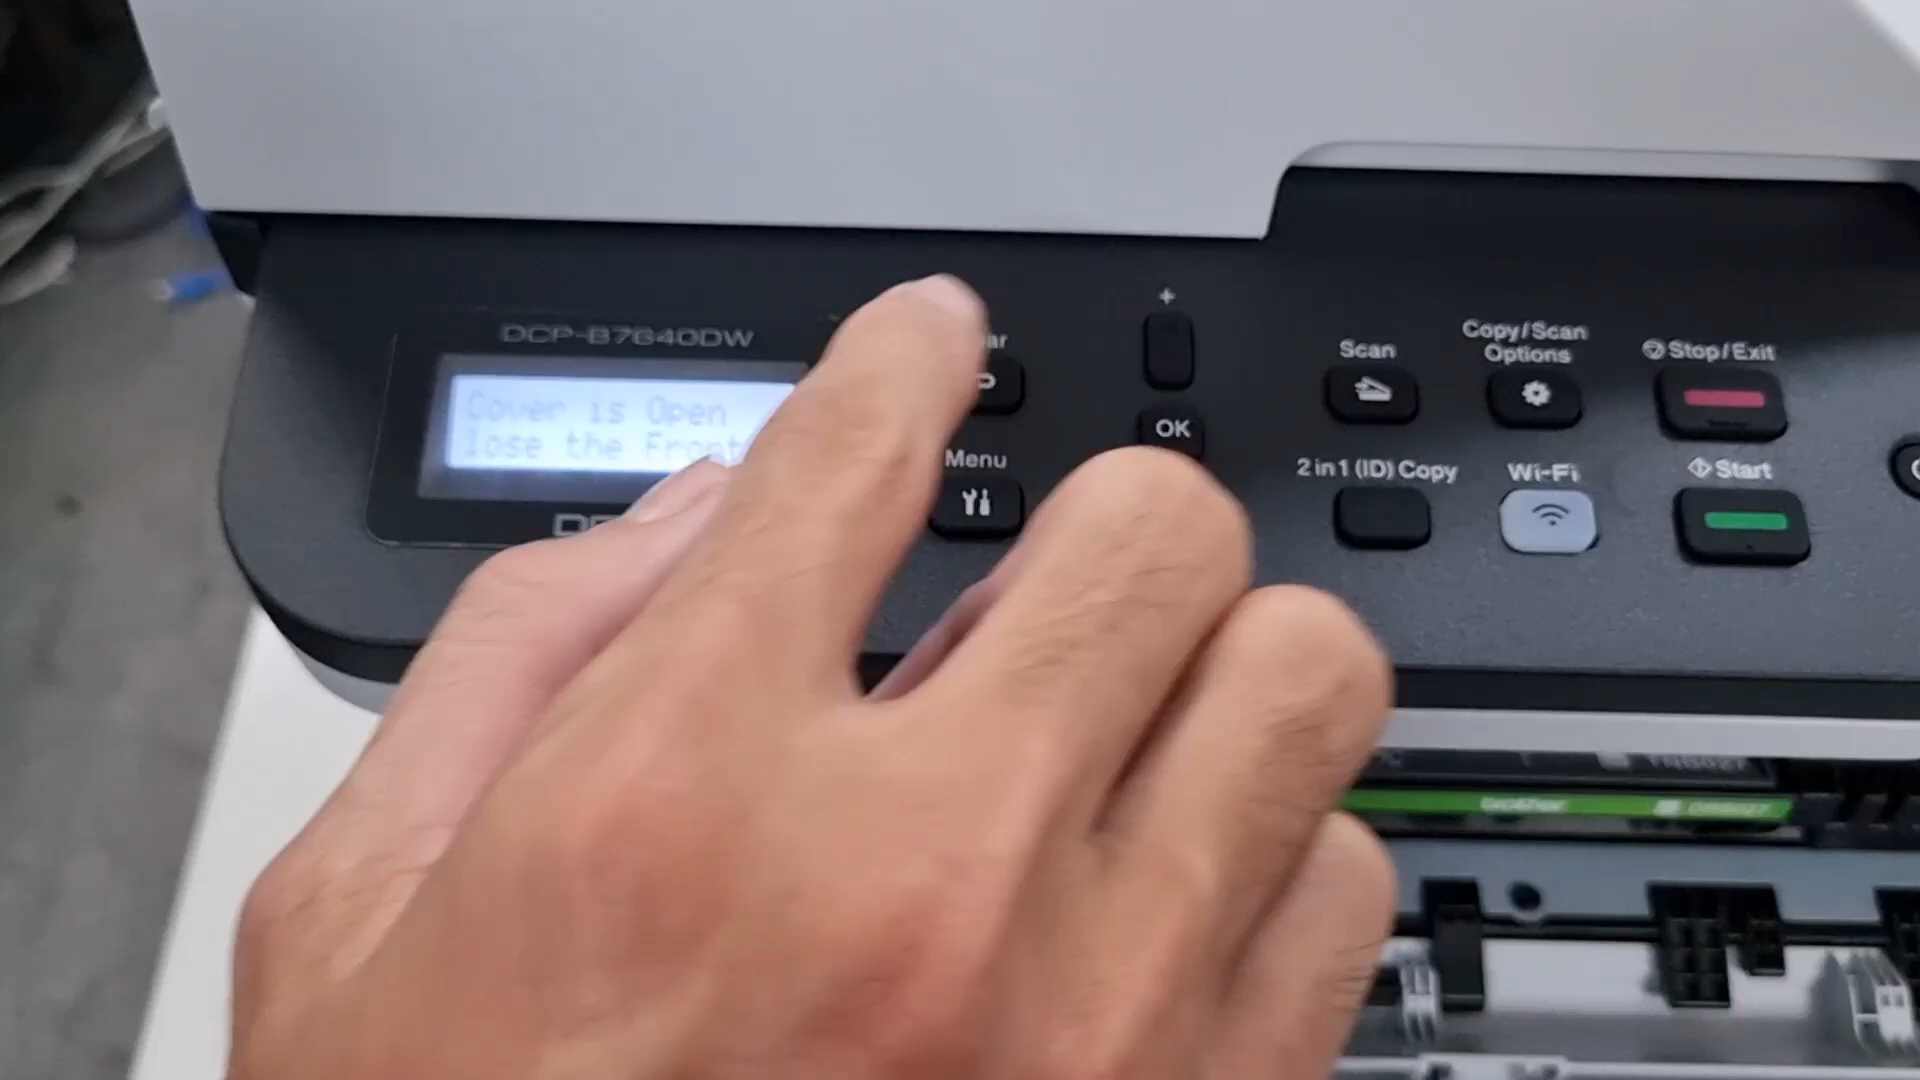 DCP-B7640DW
Cover is Open
lose the Front
+
OK
Menu
Scan
Copy/Scan
Options
Stop/Exit
2 in 1 (ID) Copy
Wi-Fi
Start
brother